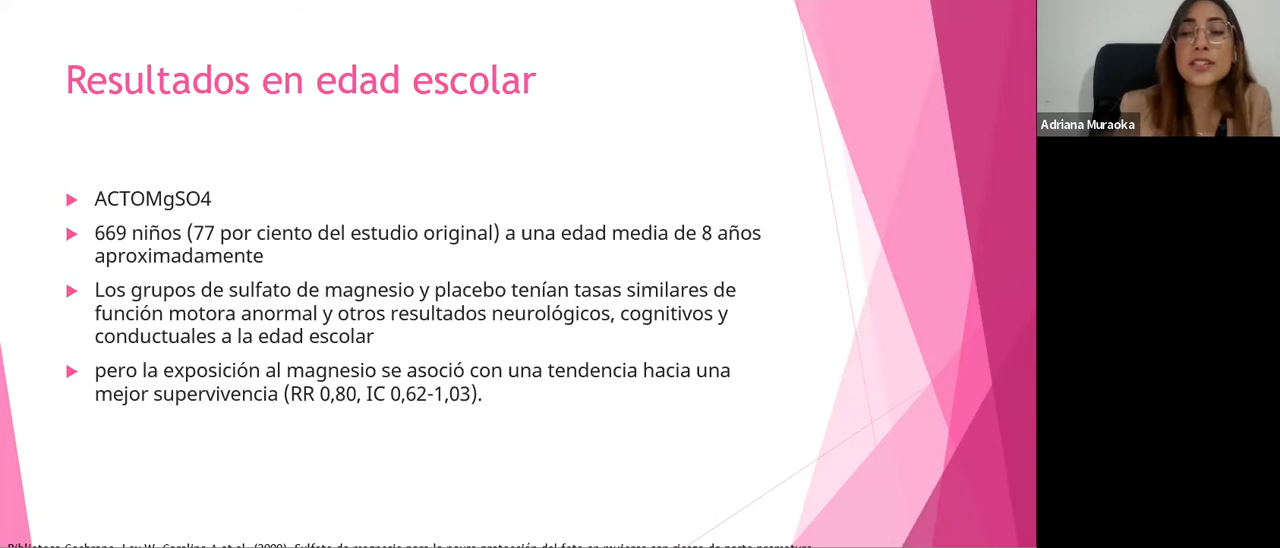 Resultados en edad escolar
Adriana Muraoka
ACTOMgSO4
669 niños (77 por ciento del estudio original) a una edad media de 8 años
aproximadamente
Los grupos de sulfato de magnesio y placebo tenían tasas similares de
función motora anormal y otros resultados neurológicos, cognitivos y
conductuales a la edad escolar
pero la exposición al magnesio se asoció con una tendencia hacia una
mejor supervivencia (RR 0,80, IC 0,62-1,03).